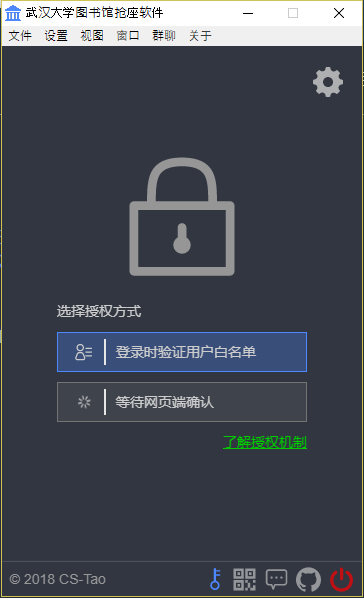 武汉大学图书馆抢座软件
文件 设置 视图 窗口 群聊 关于
选择授权方式
登录时验证用户白名单
等待网页端确认
了解授权机制
© 2018 CS-Tao